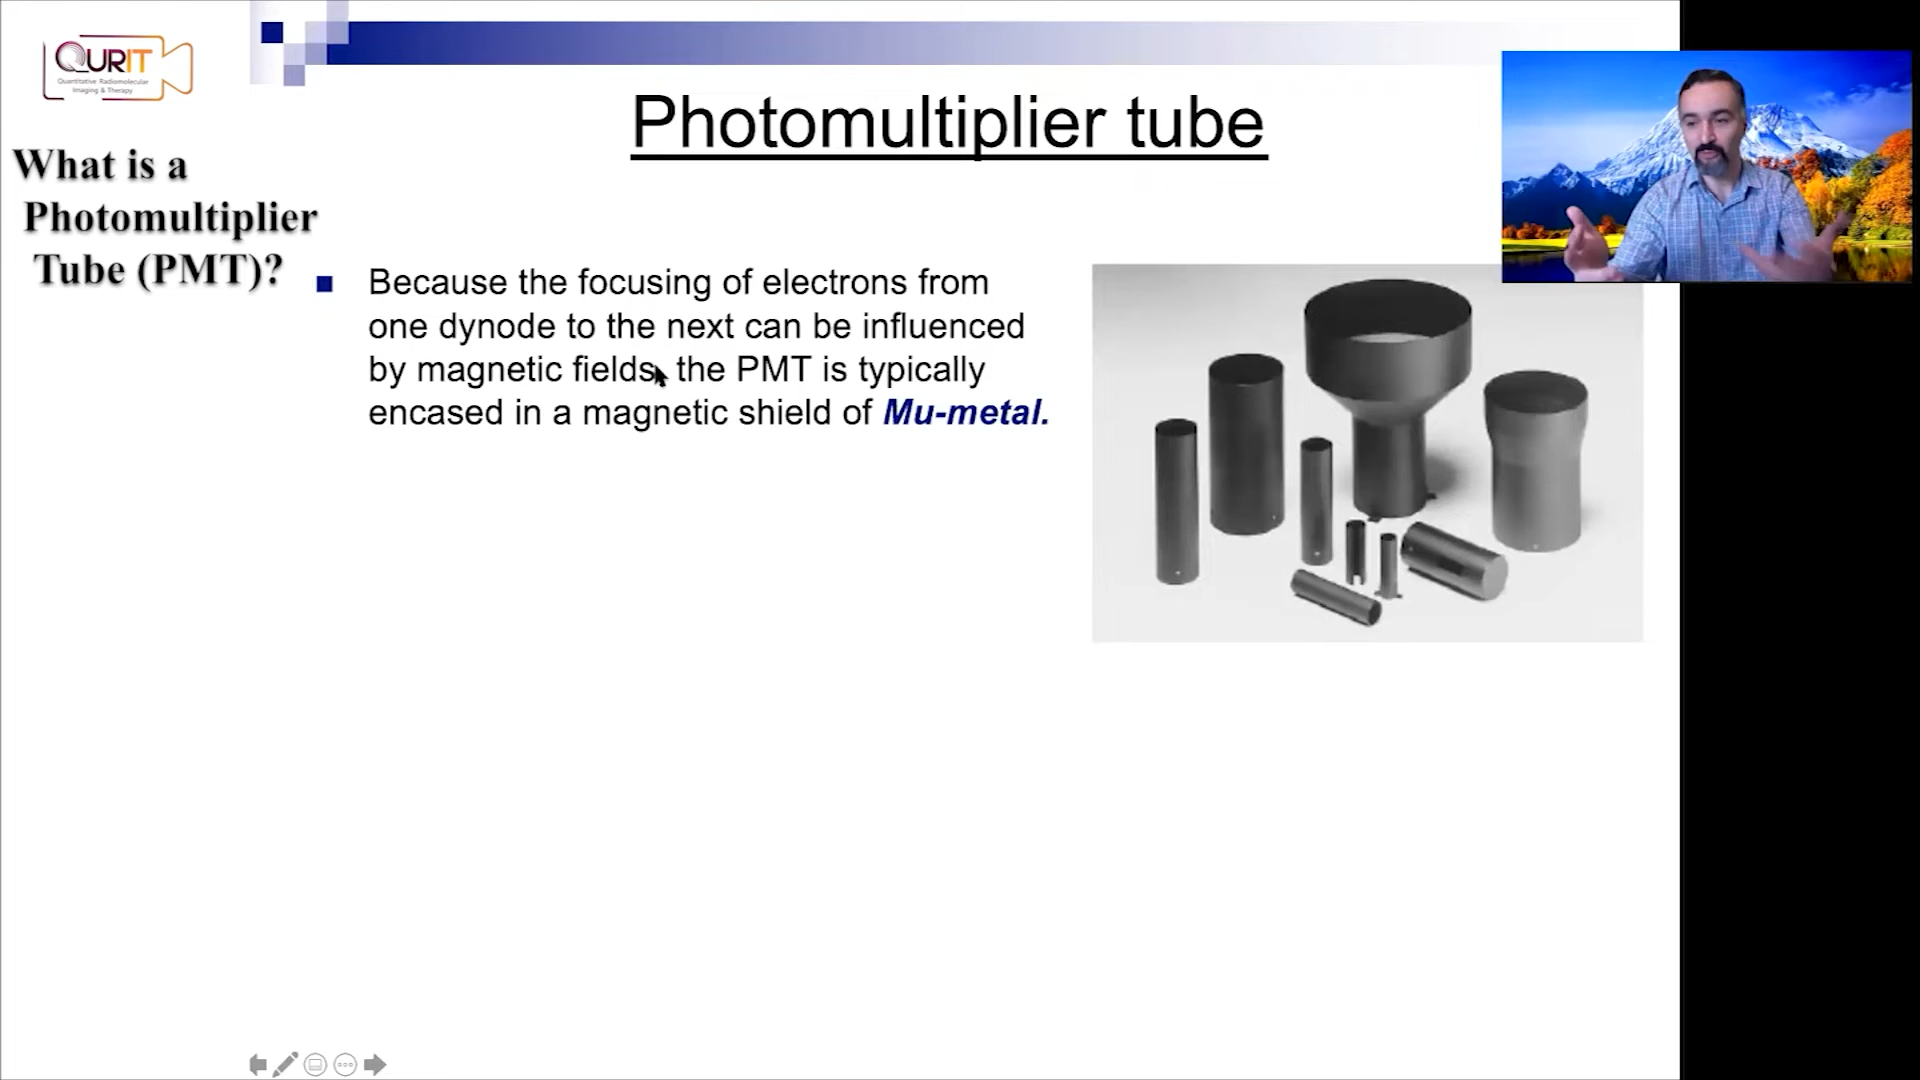 QURIT
Quantitative Radiomolecular
Imaging & Therapy
What is a
Photomultiplier
Tube (PMT)?
Photomultiplier tube
Because the focusing of electrons from
one dynode to the next can be influenced
by magnetic fields, the PMT is typically
encased in a magnetic shield of Mu-metal.